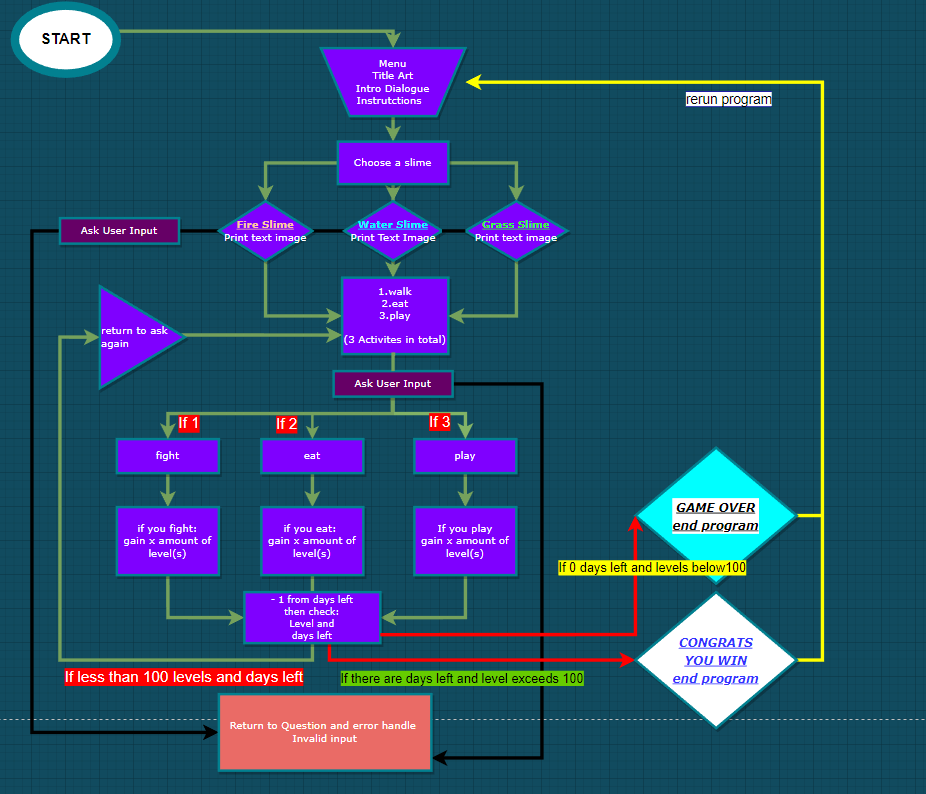 START
Menu
Title Art
Intro Dialogue
Instrutctions
rerun program
Choose a slime
Ask User Input
Fire Slime
Print text image
Water Slime
Print Text Image
Grass Slime
Print text image
1.walk
2.eat
3.play
(3 Activites in total)
return to ask
again
Ask User Input
If 1
If 2
If 3
fight
eat
play
if you fight:
gain x amount of
level(s)
if you eat:
gain x amount of
level(s)
If you play
gain x amount of
level(s)
GAME OVER
end program
If 0 days left and levels below100
- 1 from days left
then check:
Level and
days left
CONGRATS
YOU WIN
end program
If less than 100 levels and days left
If there are days left and level exceeds 100
Return to Question and error handle
Invalid input